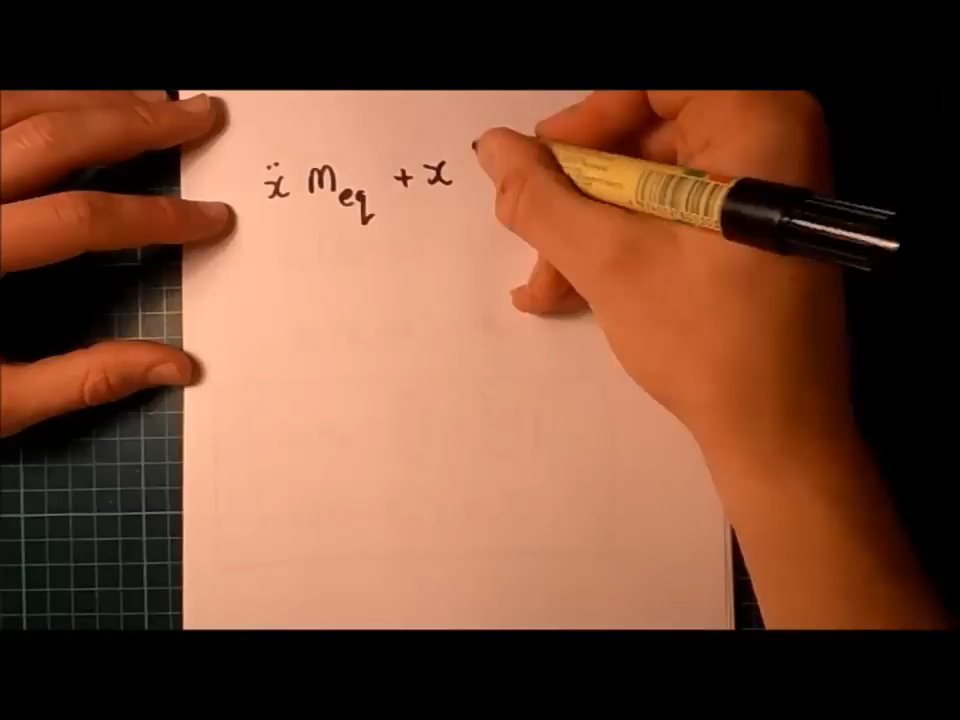 ẍ m_eq + x